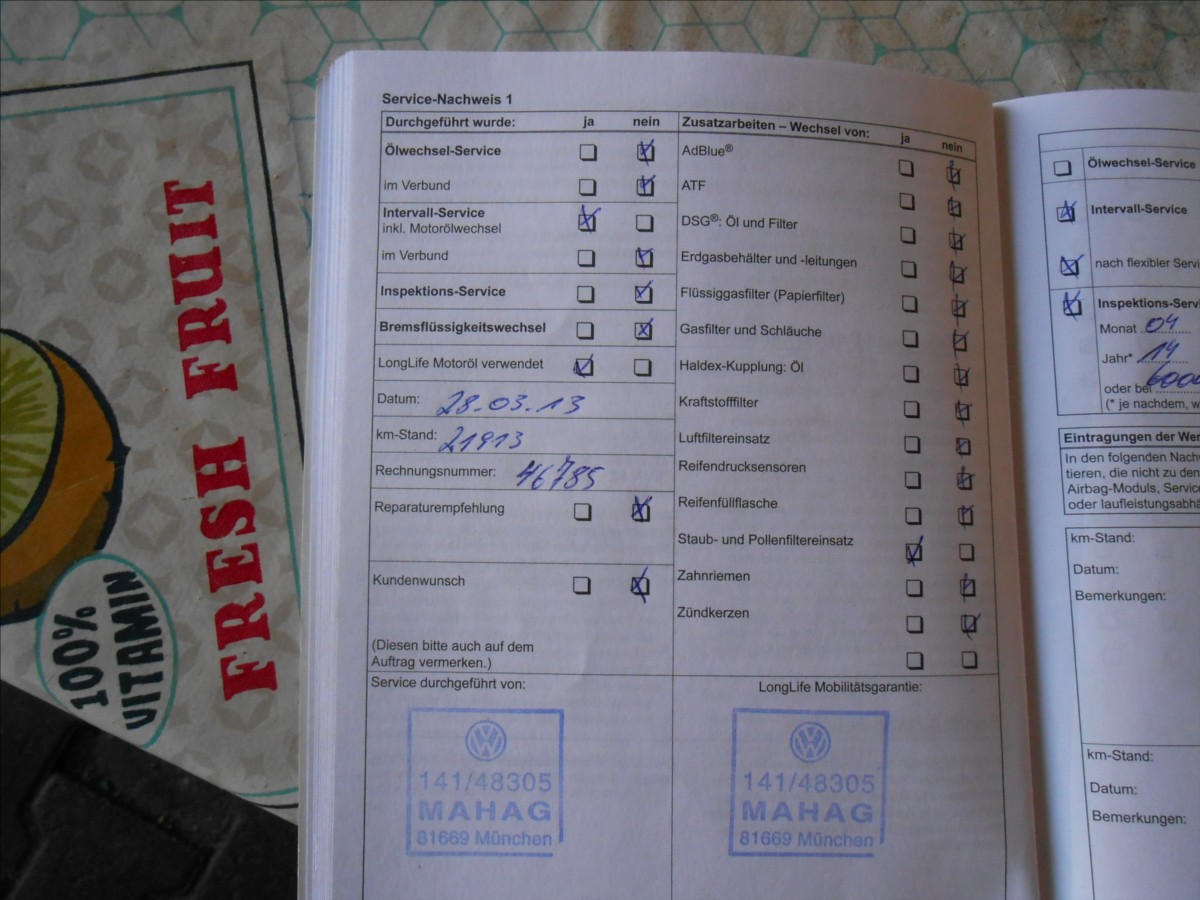 FRESH FRUIT
100%
VITAMIN
Service-Nachweis 1
Durchgeführt wurde: ja nein
Ölwechsel-Service
im Verbund
Intervall-Service
inkl. Motorölwechsel
im Verbund
Inspektions-Service
Bremsflüssigkeitswechsel
LongLife Motoröl verwendet
Datum: 28.03.13
km-Stand: 21913
Rechnungsnummer: 46785
Reparaturempfehlung
Kundenwunsch
(Diesen bitte auch auf dem
Auftrag vermerken.)
Service durchgeführt von:
141/48305
MAHAG
81669 München
Zusatzarbeiten – Wechsel von: ja nein
AdBlue®
ATF
DSG®: Öl und Filter
Erdgasbehälter und -leitungen
Flüssiggasfilter (Papierfilter)
Gasfilter und Schläuche
Haldex-Kupplung: Öl
Kraftstofffilter
Luftfiltereinsatz
Reifendrucksensoren
Reifenfüllflasche
Staub- und Pollenfiltereinsatz
Zahnriemen
Zündkerzen
LongLife Mobilitätsgarantie:
141/48305
MAHAG
81669 München
Ölwechsel-Service
Intervall-Service
nach flexibler Servi
Inspektions-Servi
Monat 04
Jahr* 14
oder bei 6000
(* je nachdem, w
Eintragungen der Wer
In den folgenden Nachw
tieren, die nicht zu den
Airbag-Moduls, Service
oder laufleistungsabhä
km-Stand:
Datum:
Bemerkungen:
km-Stand:
Datum:
Bemerkungen: